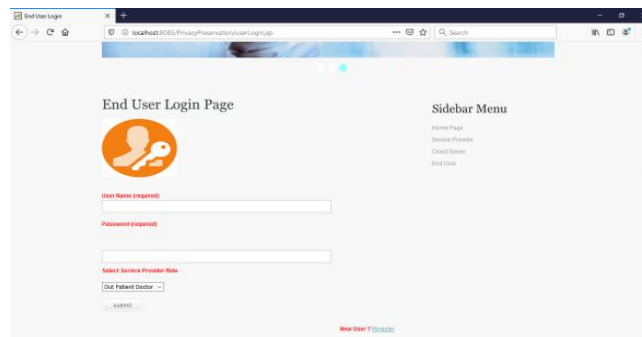 End User Login
localhost:8085/PrivacyPreservation/userLogin.jsp
Search
End User Login Page
Sidebar Menu
Home Page
Service Provider
Cloud Server
End User
User Name (required)
Password (required)
Select Service Provider Role
Out Patient Doctor
submit
New User ? Register